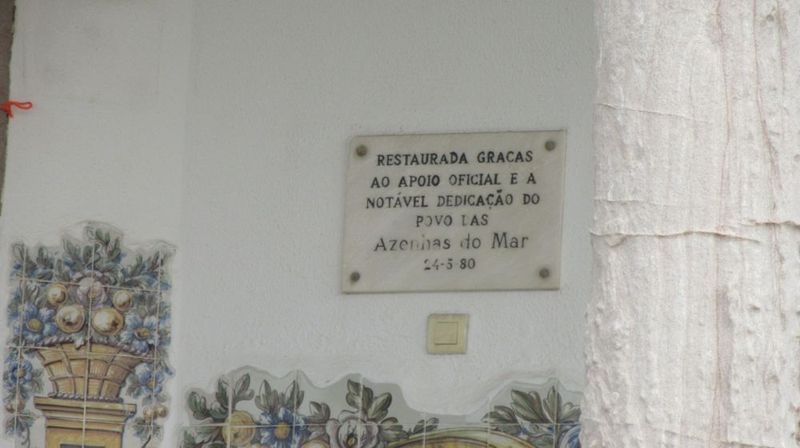 RESTAURADA GRACAS
AO APOIO OFICIAL E A
NOTÁVEL DEDICAÇÃO DO
POVO DAS
Azenhas do Mar
24-5-80